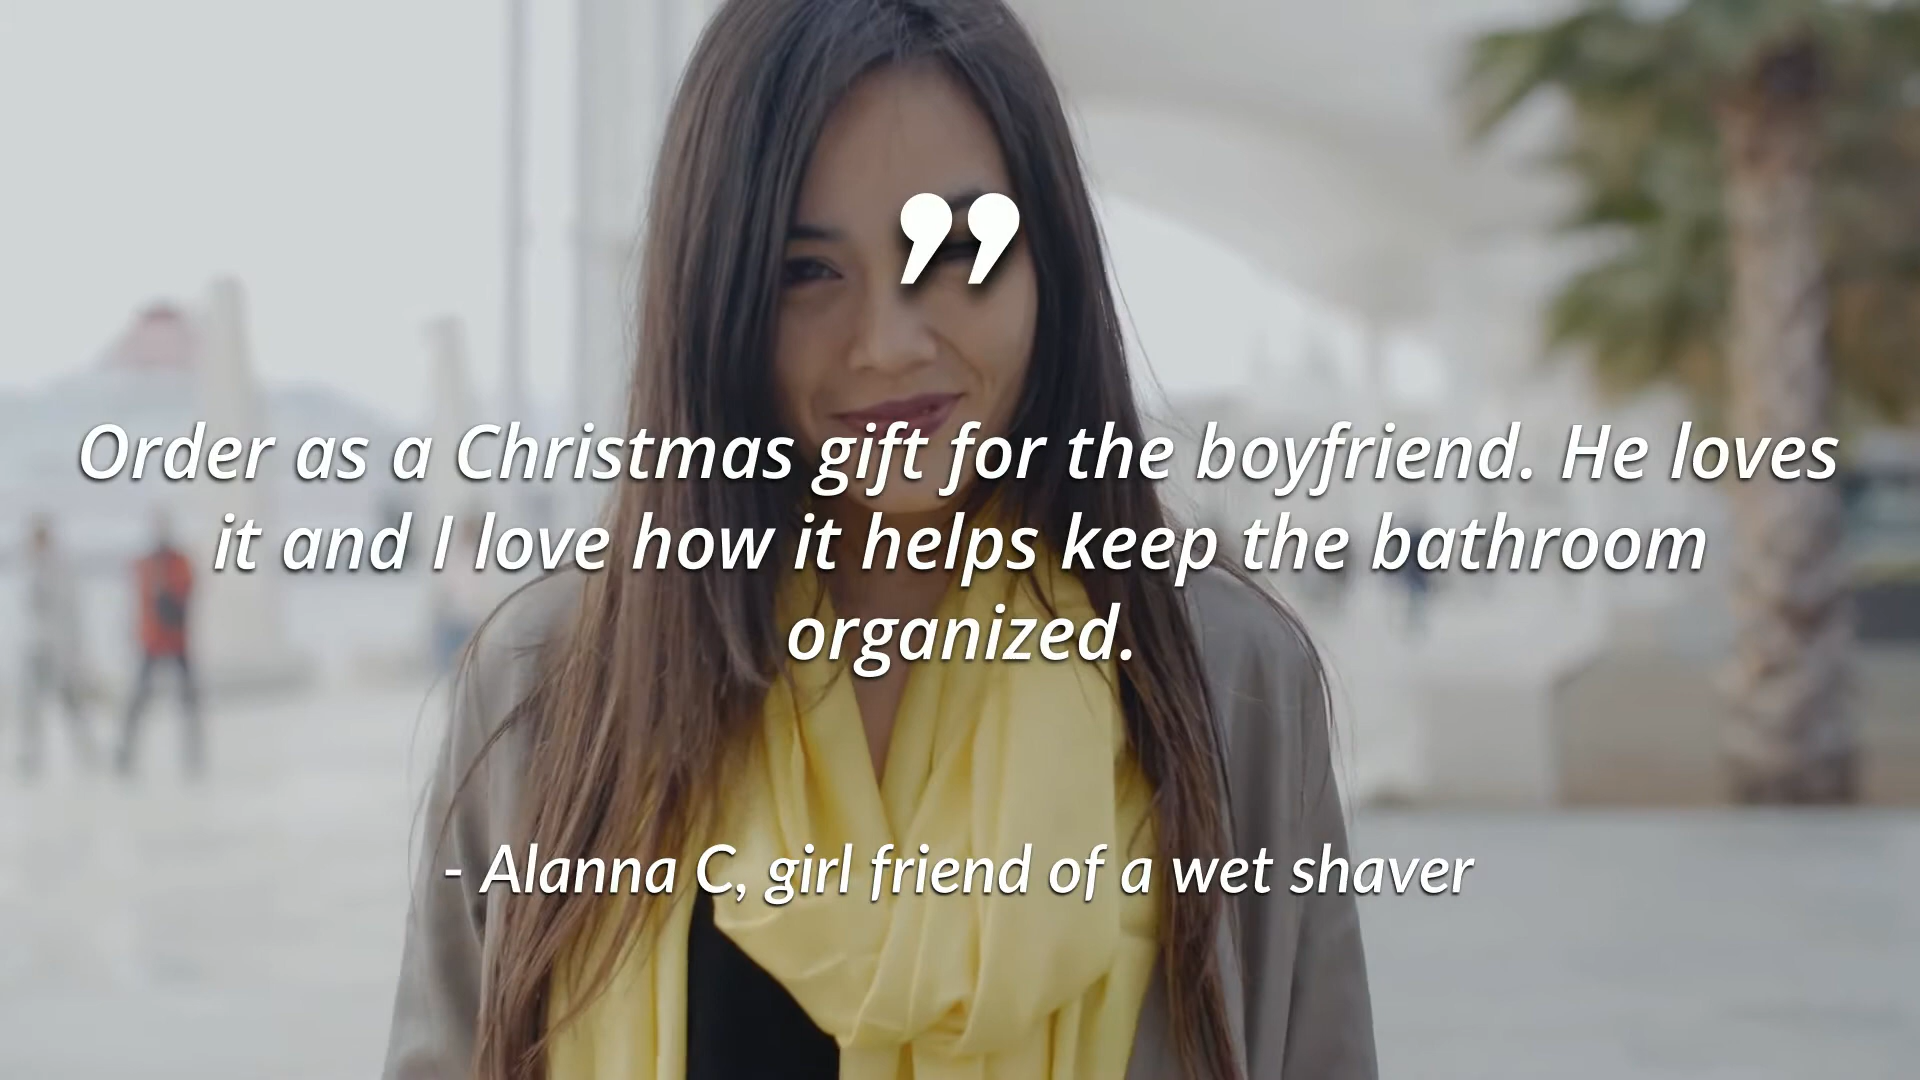 ”
Order as a Christmas gift for the boyfriend. He loves
it and I love how it helps keep the bathroom
organized.
- Alanna C, girl friend of a wet shaver